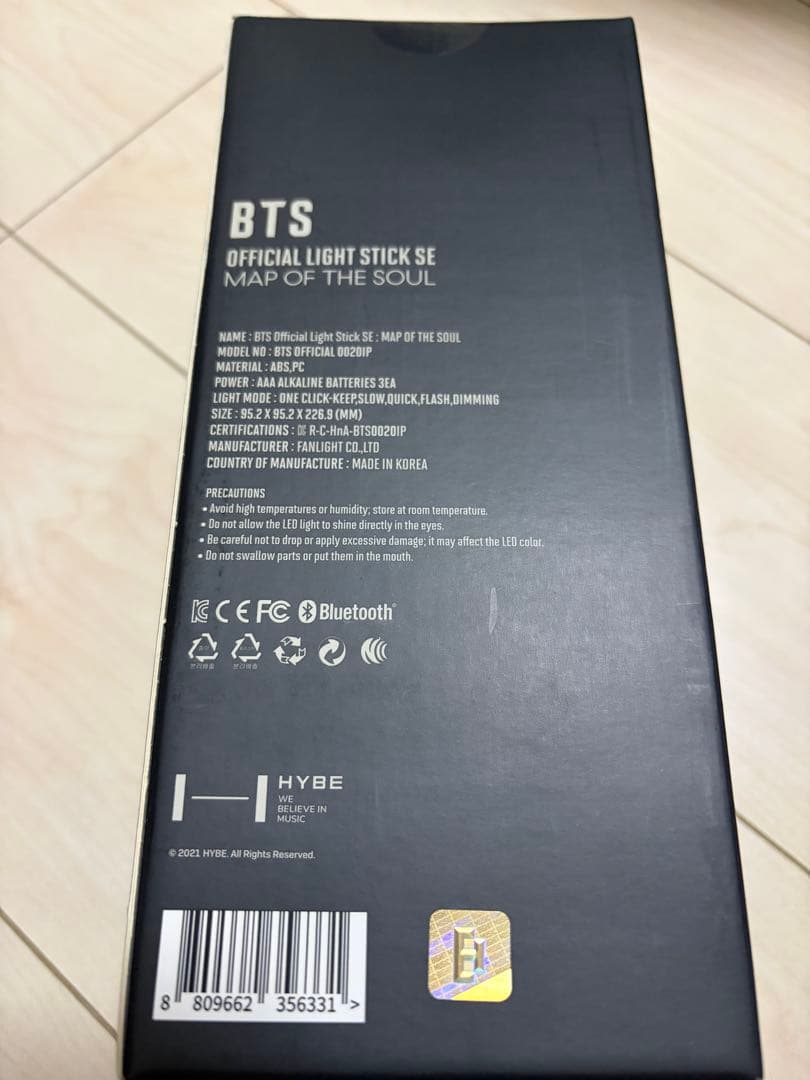 BTS
OFFICIAL LIGHT STICK SE
MAP OF THE SOUL
NAME : BTS Official Light Stick SE : MAP OF THE SOUL
MODEL NO : BTS OFFICIAL 00201P
MATERIAL : ABS,PC
POWER : AAA ALKALINE BATTERIES 3EA
LIGHT MODE : ONE CLICK-KEEP,SLOW,QUICK,FLASH,DIMMING
SIZE : 95.2 X 95.2 X 226.9 (MM)
CERTIFICATIONS : R-C-HnA-BTS00201P
MANUFACTURER : FANLIGHT CO.,LTD
COUNTRY OF MANUFACTURE : MADE IN KOREA
PRECAUTIONS
• Avoid high temperatures or humidity; store at room temperature.
• Do not allow the LED light to shine directly in the eyes.
• Be careful not to drop or apply excessive damage; it may affect the LED color.
• Do not swallow parts or put them in the mouth.
CE FC Bluetooth®
HYBE
WE
BELIEVE IN
MUSIC
© 2021 HYBE. All Rights Reserved.
8 809662 356331 >